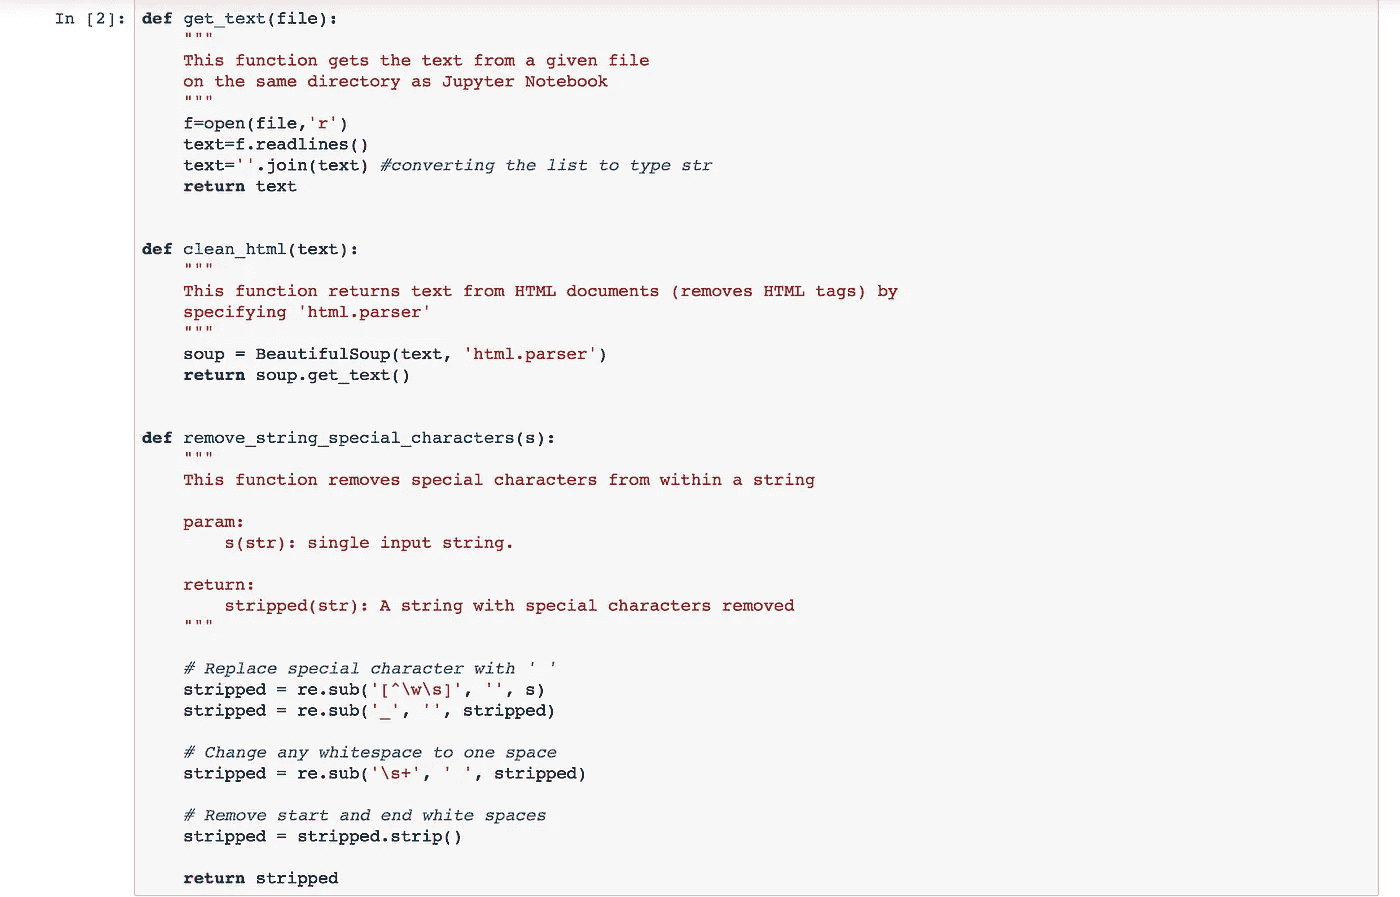 In [2]: def get_text(file):
    """
    This function gets the text from a given file
    on the same directory as Jupyter Notebook
    """
    f=open(file,'r')
    text=f.readlines()
    text=''.join(text) #converting the list to type str
    return text
def clean_html(text):
    """
    This function returns text from HTML documents (removes HTML tags) by
    specifying 'html.parser'
    """
    soup = BeautifulSoup(text, 'html.parser')
    return soup.get_text()
def remove_string_special_characters(s):
    """
    This function removes special characters from within a string
    param:
        s(str): single input string.
    return:
        stripped(str): A string with special characters removed
    """
    # Replace special character with ' '
    stripped = re.sub('[^\w\s]', '', s)
    stripped = re.sub('_', '', stripped)
    # Change any whitespace to one space
    stripped = re.sub('\s+', ' ', stripped)
    # Remove start and end white spaces
    stripped = stripped.strip()
    return stripped